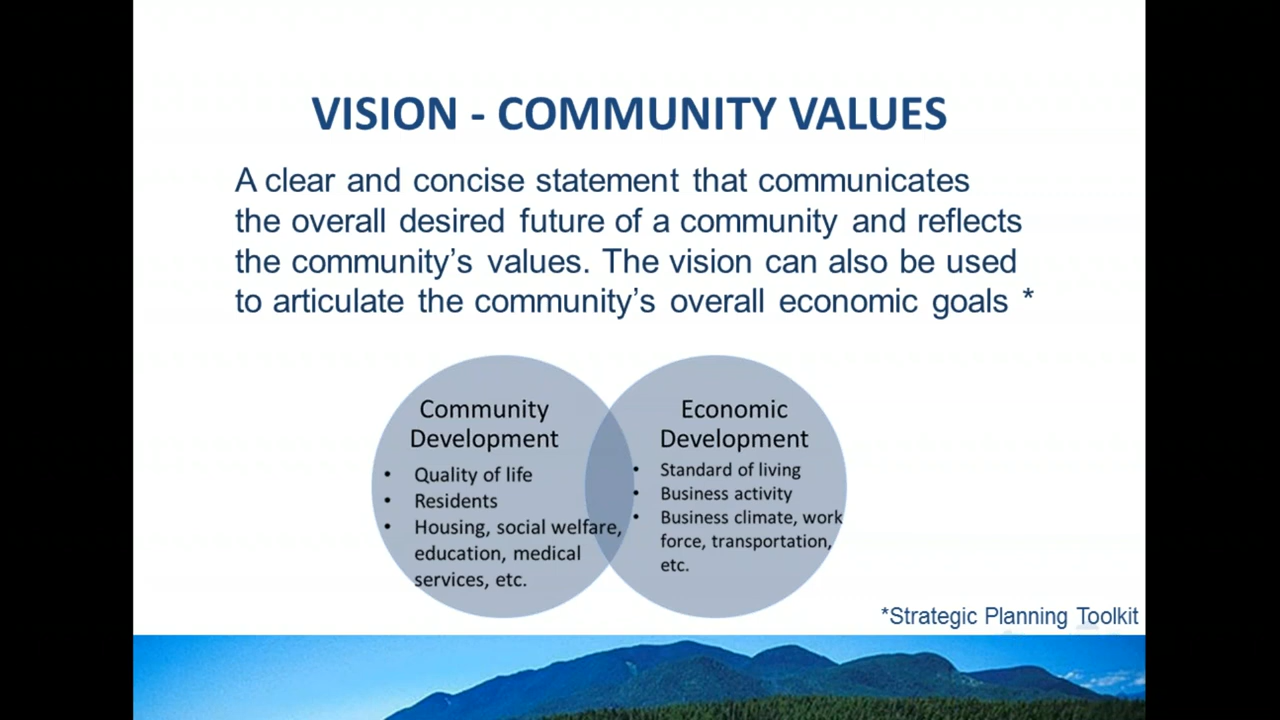 VISION - COMMUNITY VALUES
A clear and concise statement that communicates
the overall desired future of a community and reflects
the community’s values. The vision can also be used
to articulate the community’s overall economic goals *
Community
Development
• Quality of life
• Residents
• Housing, social welfare,
education, medical
services, etc.
Economic
Development
• Standard of living
• Business activity
• Business climate, work
force, transportation,
etc.
*Strategic Planning Toolkit